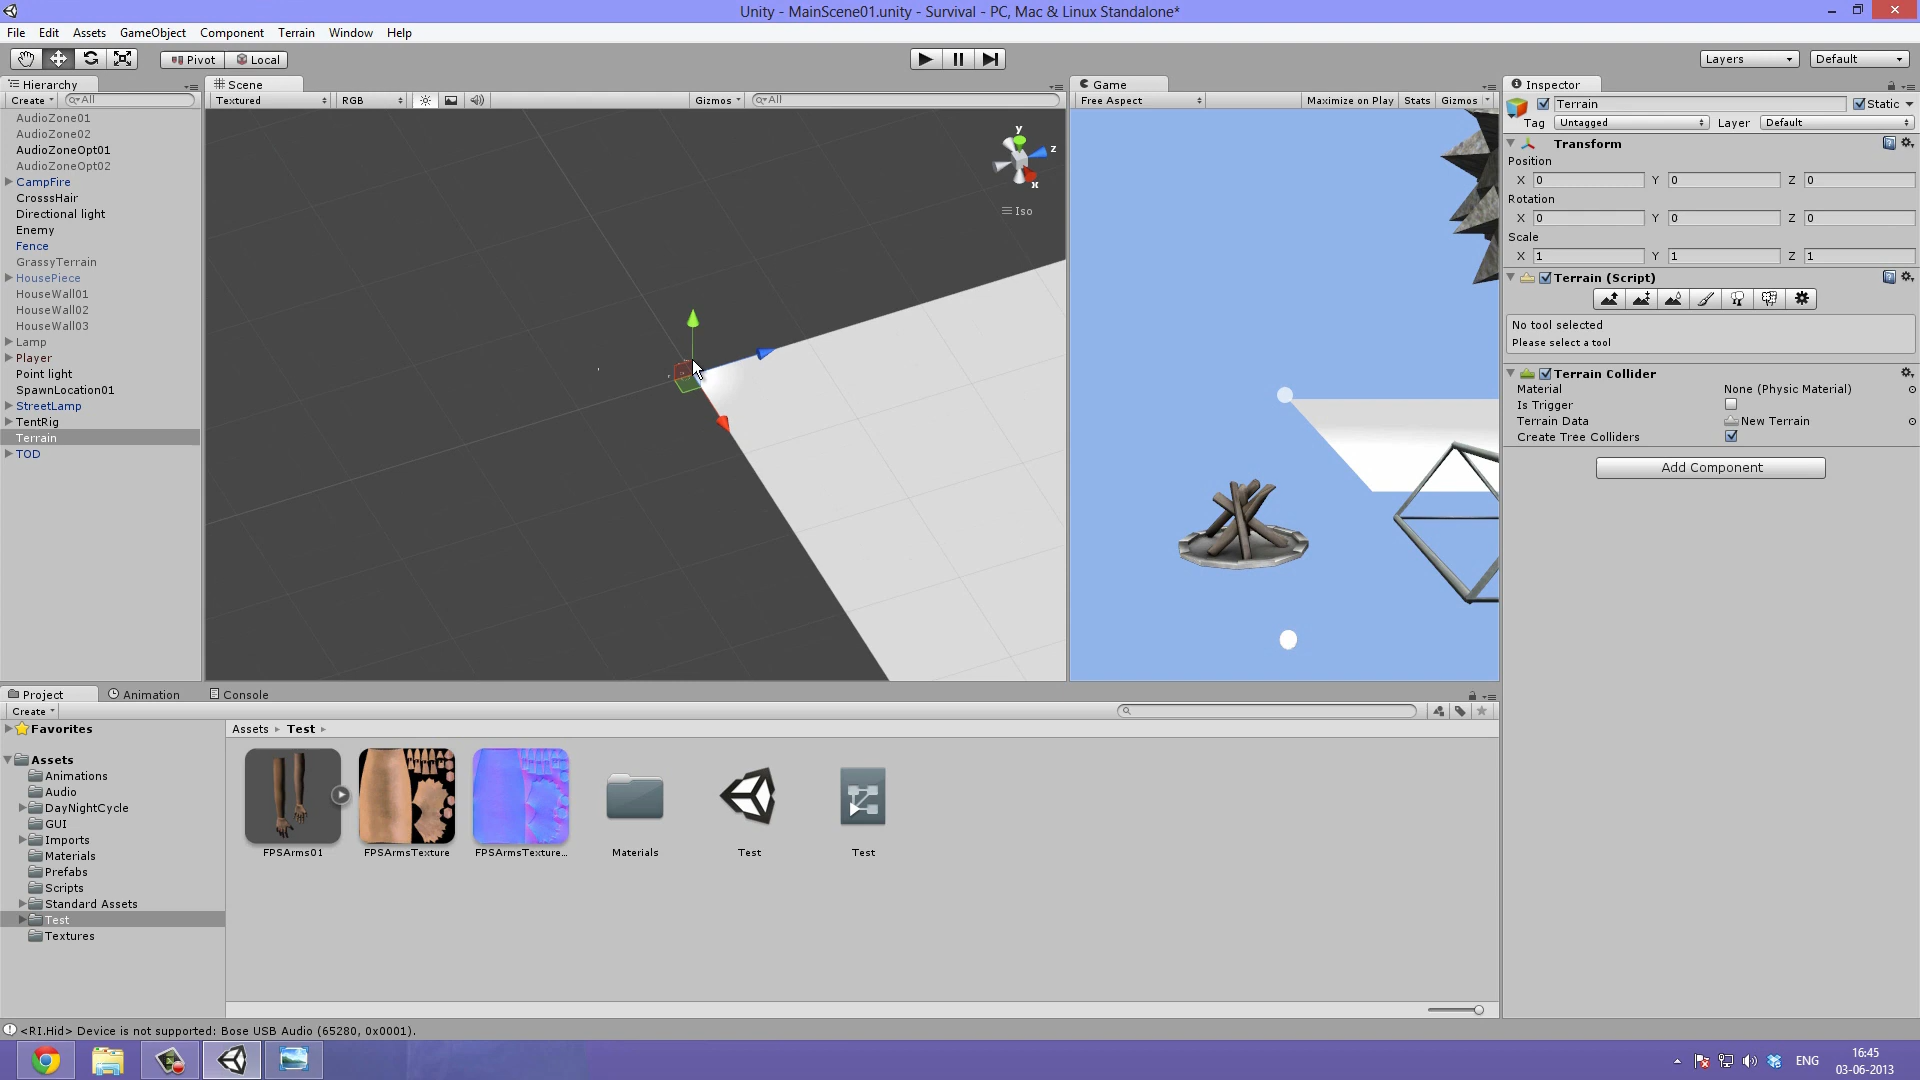 Unity - MainScene01.unity - Survival - PC, Mac & Linux Standalone*
File Edit Assets GameObject Component Terrain Window Help
Pivot Local Layers Default
Hierarchy
Create All
AudioZone01
AudioZone02
AudioZoneOpt01
AudioZoneOpt02
CampFire
CrosssHair
Directional light
Enemy
Fence
GrassyTerrain
HousePiece
HouseWall01
HouseWall02
HouseWall03
Lamp
Player
Point light
SpawnLocation01
StreetLamp
TentRig
Terrain
TOD
Scene
Textured RGB Gizmos All
y
z
x
Iso
Game
Free Aspect Maximize on Play Stats Gizmos
Inspector
Terrain Static
Tag Untagged Layer Default
Transform
Position
X 0 Y 0 Z 0
Rotation
X 0 Y 0 Z 0
Scale
X 1 Y 1 Z 1
Terrain (Script)
No tool selected
Please select a tool
Terrain Collider
Material None (Physic Material)
Is Trigger
Terrain Data New Terrain
Create Tree Colliders
Add Component
Project Animation Console
Create
Favorites
Assets
Animations
Audio
DayNightCycle
GUI
Imports
Materials
Prefabs
Scripts
Standard Assets
Test
Textures
Assets Test
FPSArms01 FPSArmsTexture FPSArmsTexture... Materials Test Test
<RI.Hid> Device is not supported: Bose USB Audio (65280, 0x0001).
ENG
16:45
03-06-2013